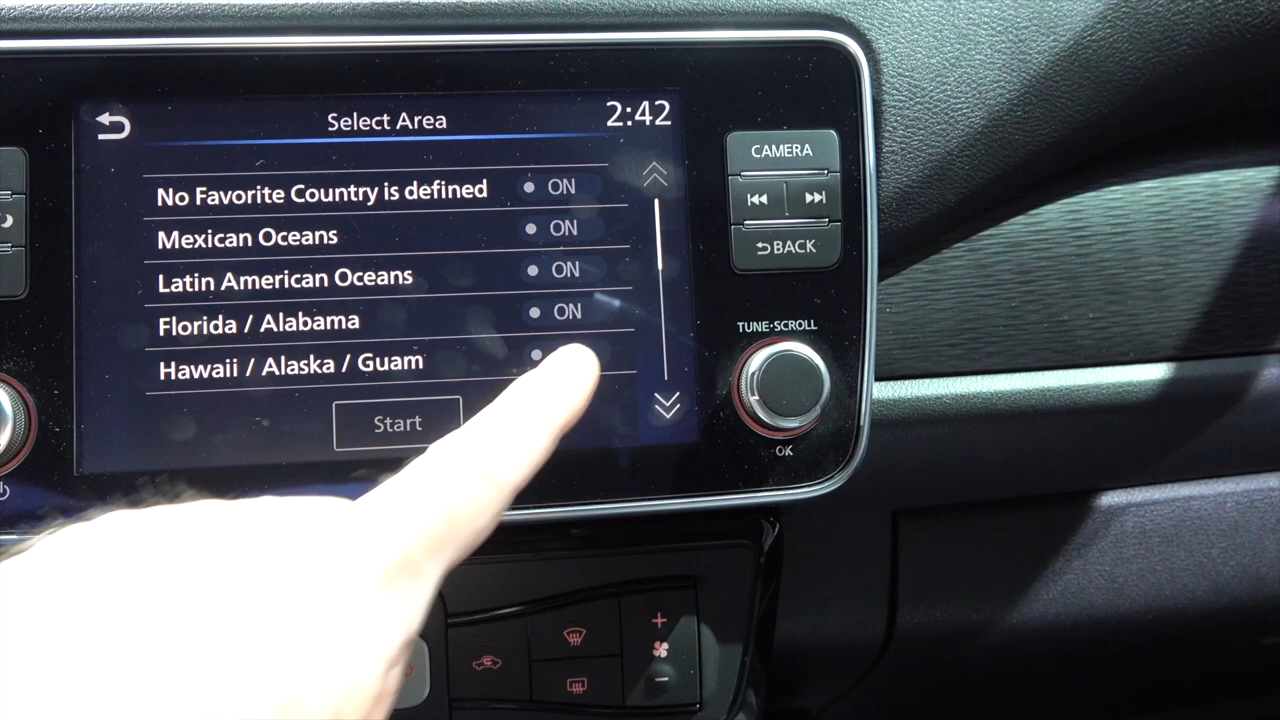 Select Area
2:42
No Favorite Country is defined ON
Mexican Oceans ON
Latin American Oceans ON
Florida / Alabama ON
Hawaii / Alaska / Guam
Start
CAMERA
BACK
TUNE·SCROLL
OK